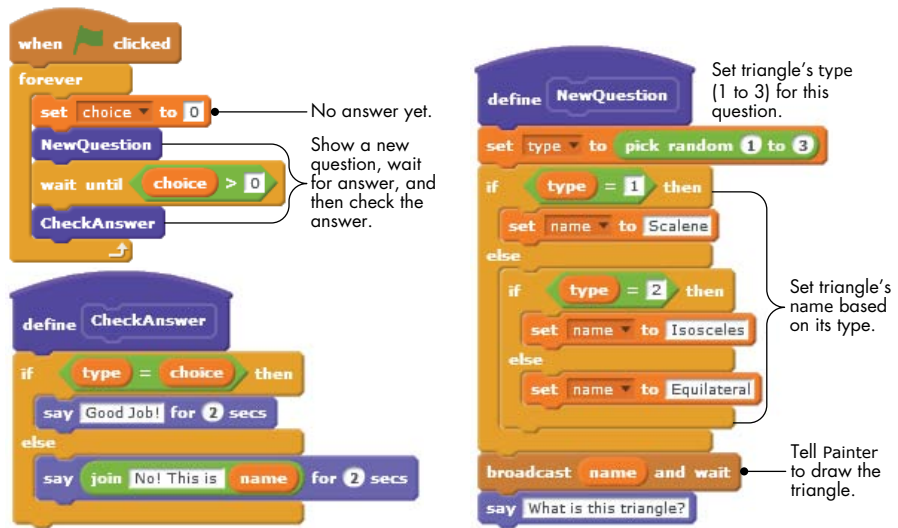 when clicked
forever
set choice to 0
No answer yet.
NewQuestion
wait until choice > 0
CheckAnswer
Show a new
question, wait
for answer, and
then check the
answer.
define CheckAnswer
if type = choice then
say Good Job! for 2 secs
else
say join No! This is name for 2 secs
define NewQuestion
Set triangle's type
(1 to 3) for this
question.
set type to pick random 1 to 3
if type = 1 then
set name to Scalene
else
if type = 2 then
set name to Isosceles
else
set name to Equilateral
Set triangle's
name based
on its type.
broadcast name and wait
Tell Painter
to draw the
triangle.
say What is this triangle?